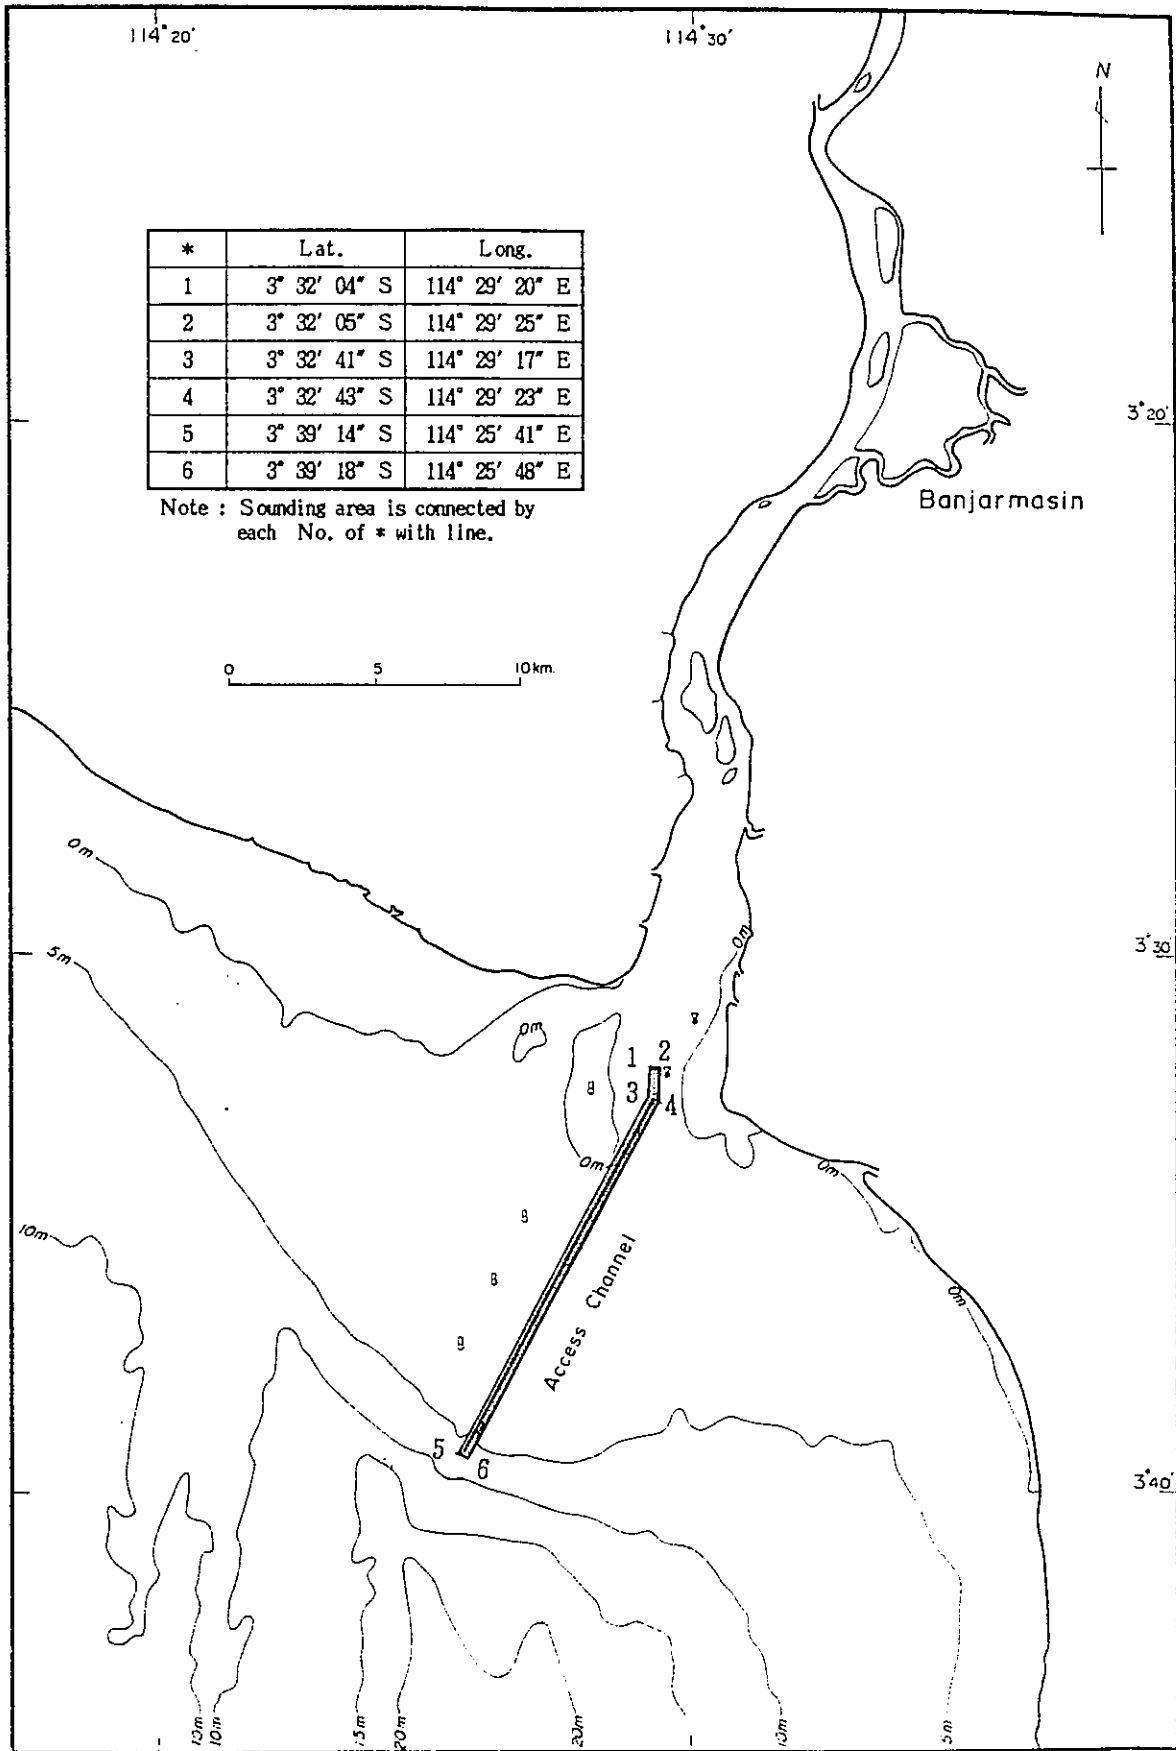 114° 20'
114° 30'
N
* Lat. Long.
1 3° 32' 04" S 114° 29' 20" E
2 3° 32' 05" S 114° 29' 25" E
3 3° 32' 41" S 114° 29' 17" E
4 3° 32' 43" S 114° 29' 23" E
5 3° 39' 14" S 114° 25' 41" E
6 3° 39' 18" S 114° 25' 48" E
Note : Sounding area is connected by
each No. of * with line.
3° 20'
Banjarmasin
0 5 10km.
0m
5m
0m
3° 30'
0m
1 2
3 4
0m
0m
10m
0m
Access Channel
5 6
3° 40'
10m
10m
15m
20m
20m
10m
5m